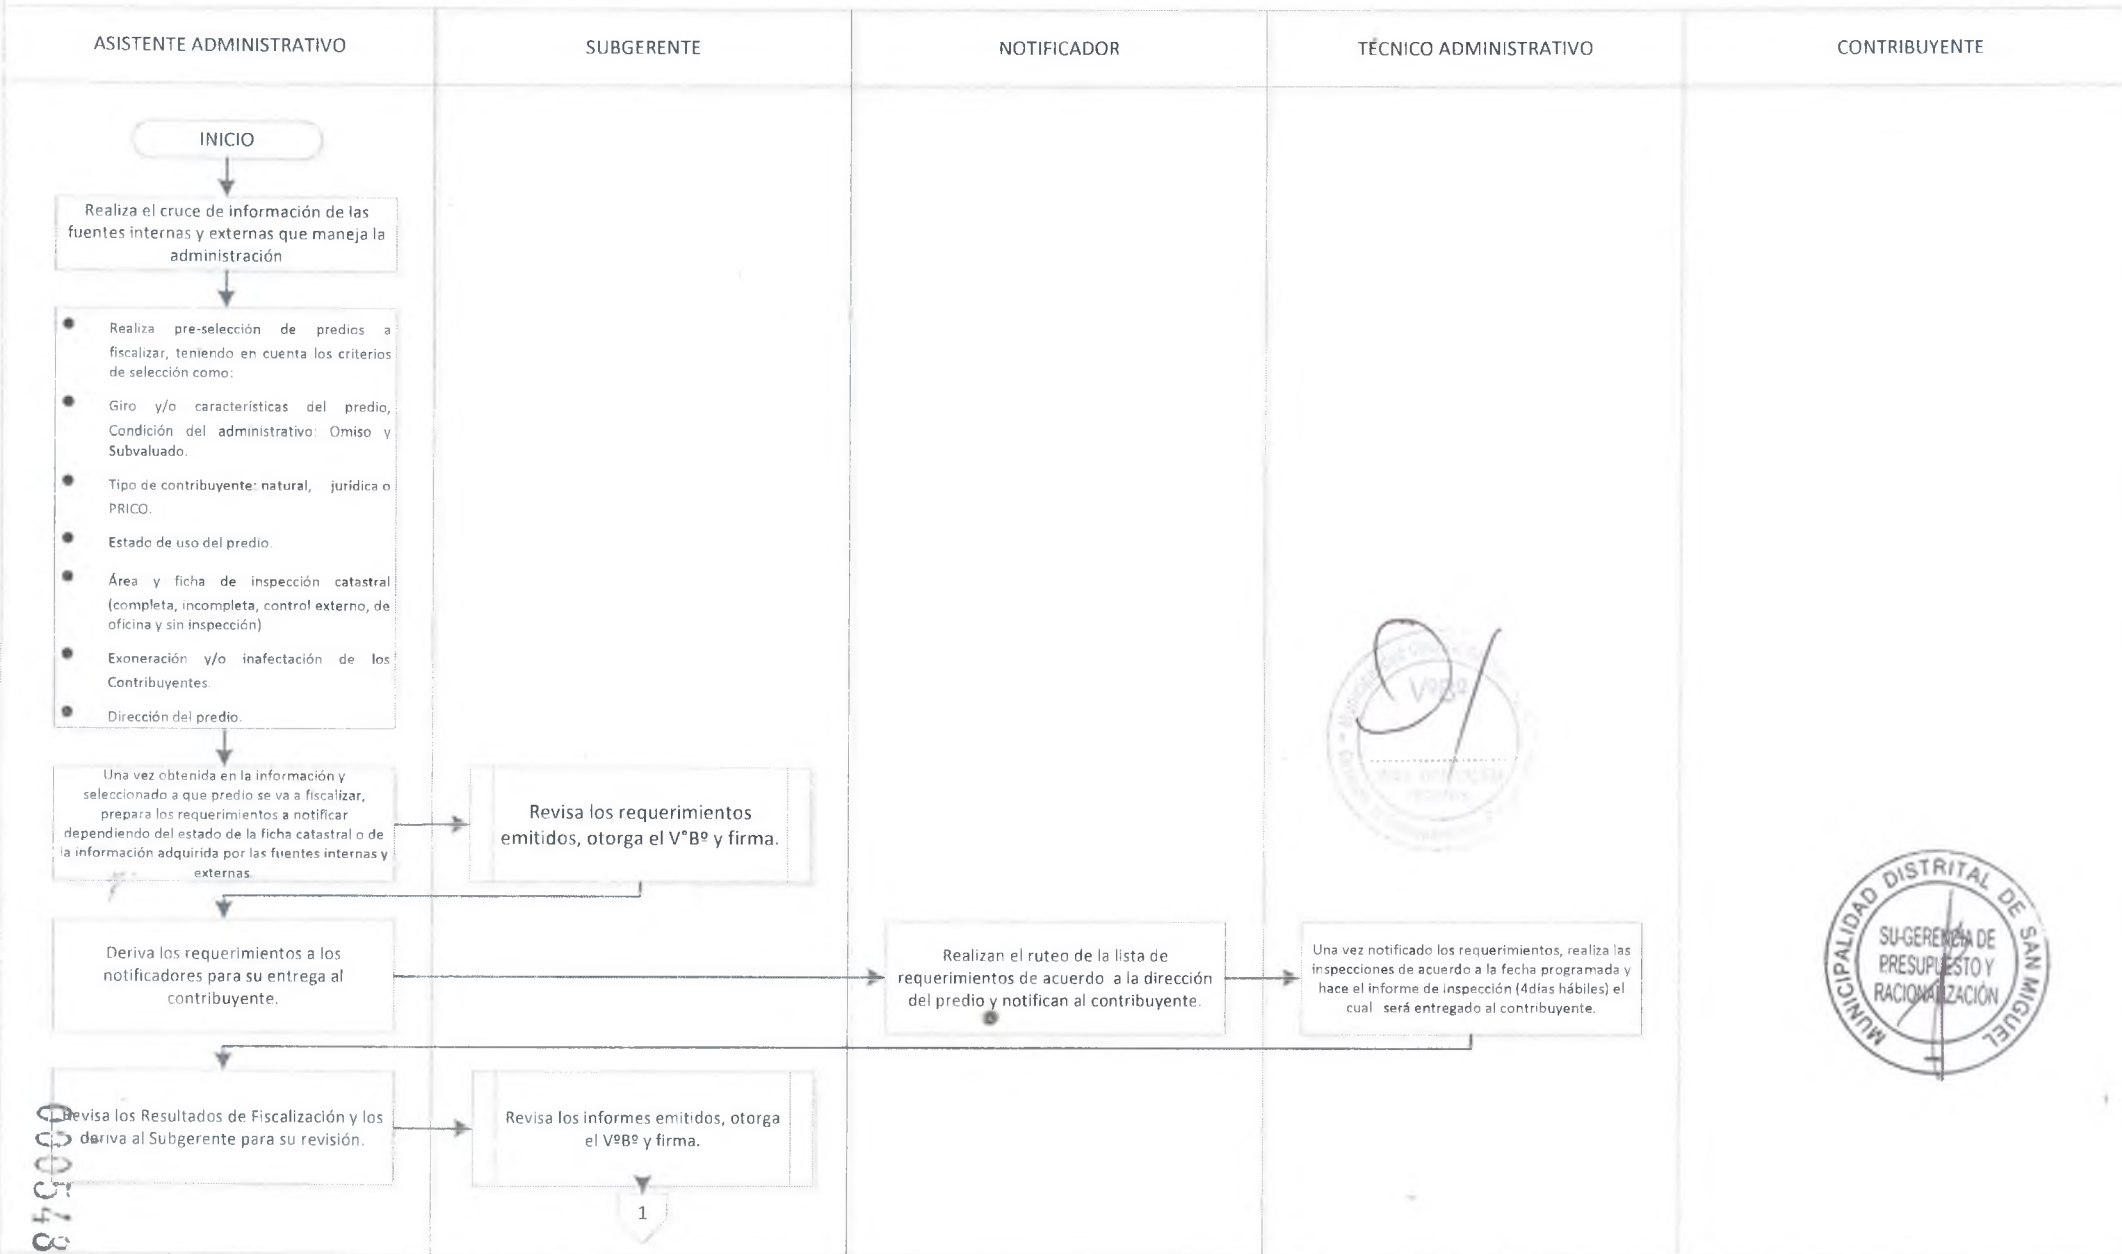 ASISTENTE ADMINISTRATIVO
SUBGERENTE
NOTIFICADOR
TÉCNICO ADMINISTRATIVO
CONTRIBUYENTE
INICIO
Realiza el cruce de información de las
fuentes internas y externas que maneja la
administración
Realiza pre-selección de predios a
fiscalizar, teniendo en cuenta los criterios
de selección como:
Giro y/o características del predio,
Condición del administrativo: Omiso y
Subvaluado.
Tipo de contribuyente: natural, jurídica o
PRICO.
Estado de uso del predio.
Área y ficha de inspección catastral
(completa, incompleta, control externo, de
oficina y sin inspección)
Exoneración y/o inafectación de los
Contribuyentes.
Dirección del predio.
Una vez obtenida en la información y
seleccionado a que predio se va a fiscalizar,
prepara los requerimientos a notificar
dependiendo del estado de la ficha catastral o de
la información adquirida por las fuentes internas y
externas.
Revisa los requerimientos
emitidos, otorga el V°Bº y firma.
Deriva los requerimientos a los
notificadores para su entrega al
contribuyente.
Realizan el ruteo de la lista de
requerimientos de acuerdo a la dirección
del predio y notifican al contribuyente.
Una vez notificado los requerimientos, realiza las
inspecciones de acuerdo a la fecha programada y
hace el informe de inspección (4días hábiles) el
cual será entregado al contribuyente.
Revisa los Resultados de Fiscalización y los
deriva al Subgerente para su revisión.
Revisa los informes emitidos, otorga
el VºBº y firma.
1
VºBº
MUNICIPALIDAD DISTRITAL DE SAN MIGUEL
SU-GERENCIA DE
PRESUPUESTO Y
RACIONALIZACIÓN
0000548